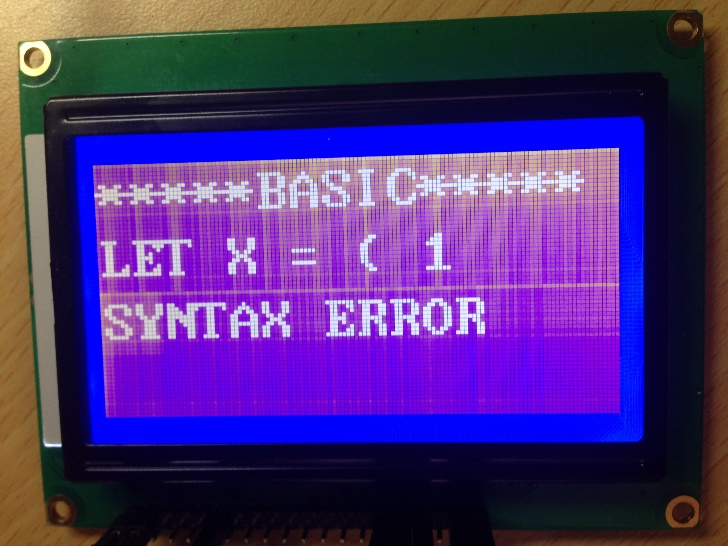 *****BASIC*****
LET X = ( 1
SYNTAX ERROR